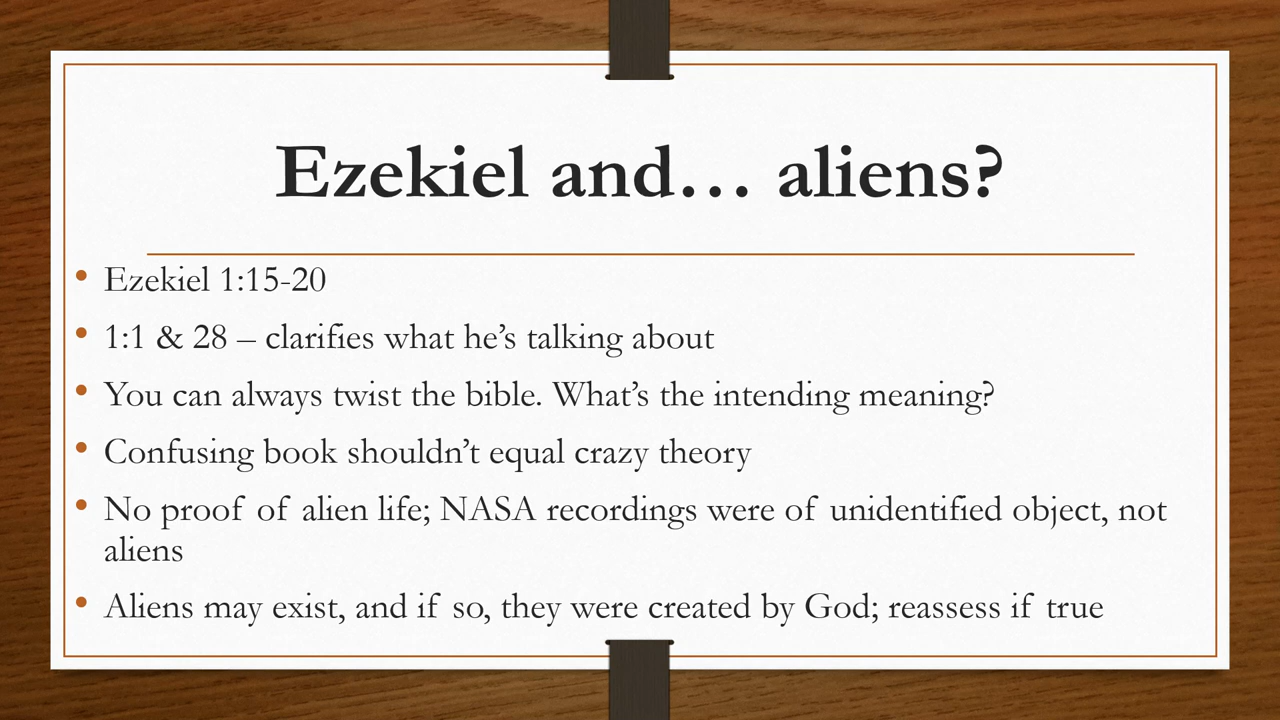 Ezekiel and… aliens?
• Ezekiel 1:15-20
• 1:1 & 28 – clarifies what he’s talking about
• You can always twist the bible. What’s the intending meaning?
• Confusing book shouldn’t equal crazy theory
• No proof of alien life; NASA recordings were of unidentified object, not
aliens
• Aliens may exist, and if so, they were created by God; reassess if true